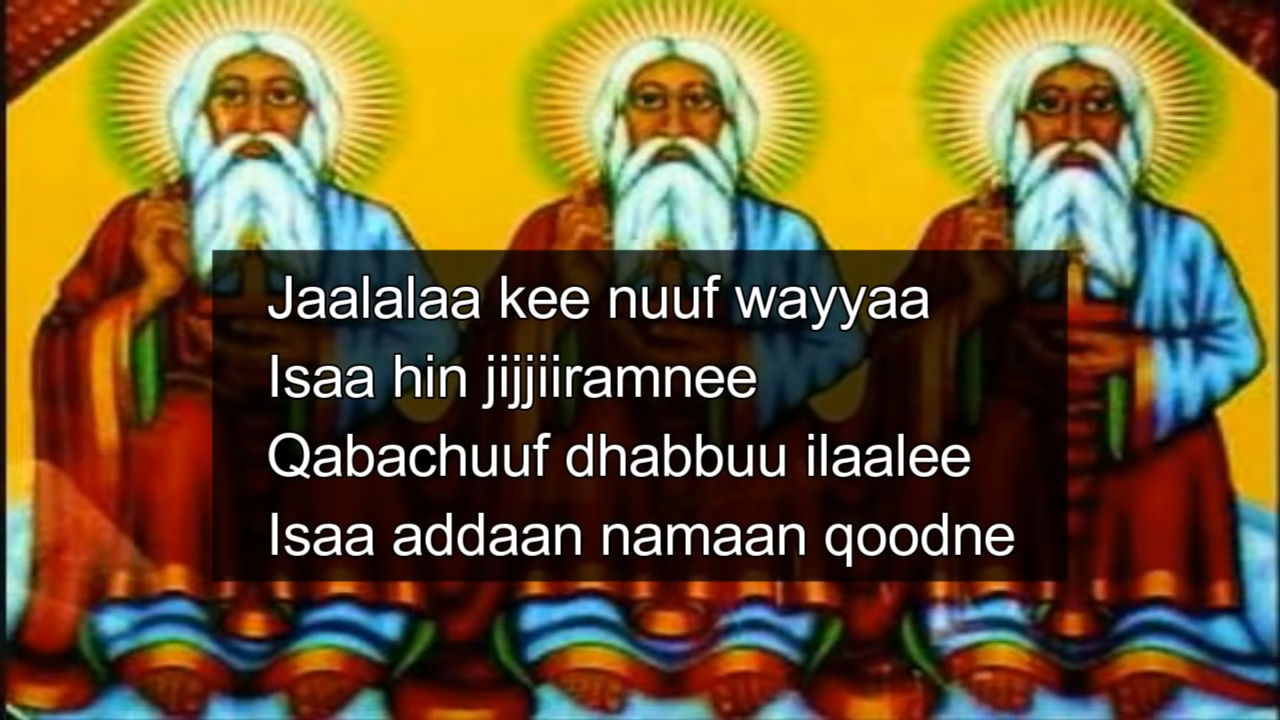 Jaalalaa kee nuuf wayyaa
Isaa hin jijjiiramnee
Qabachuuf dhabbuu ilaalee
Isaa addaan namaan qoodne